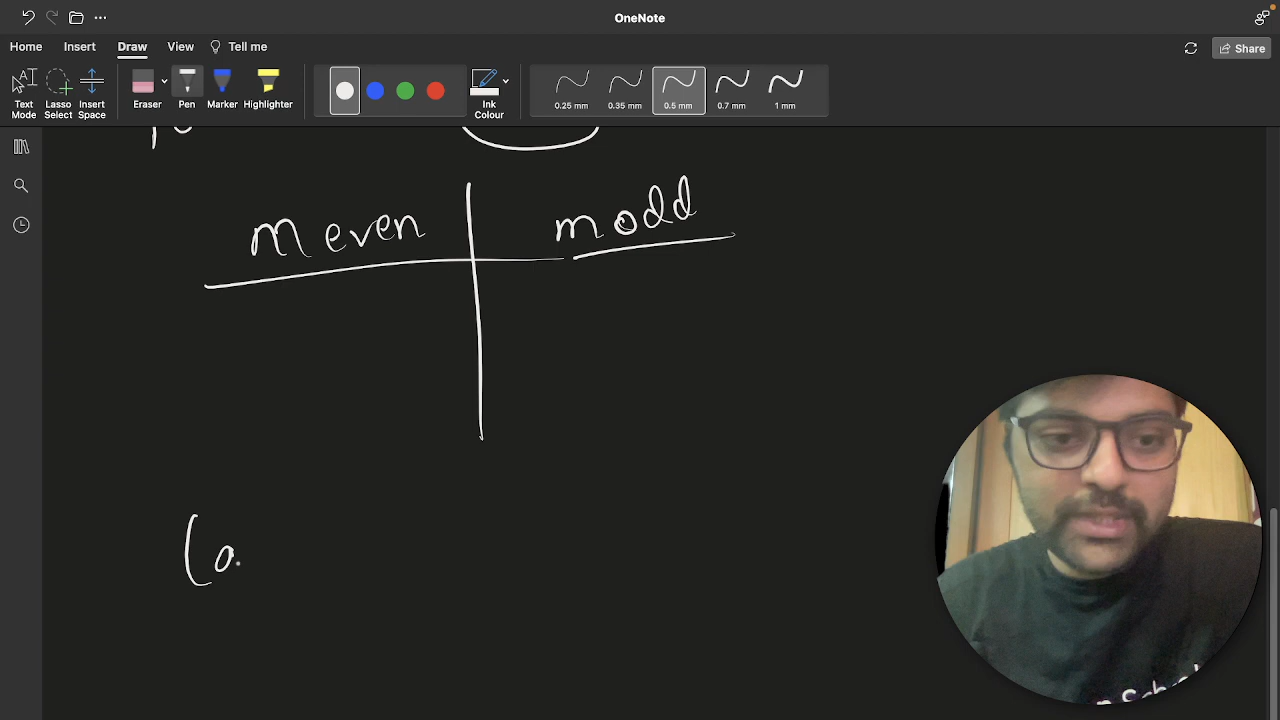 OneNote
Home Insert Draw View Tell me
Share
Text Mode
Lasso Select
Insert Space
Eraser
Pen
Marker
Highlighter
Ink Colour
0.25 mm
0.35 mm
0.5 mm
0.7 mm
1 mm
m even
m odd
(a